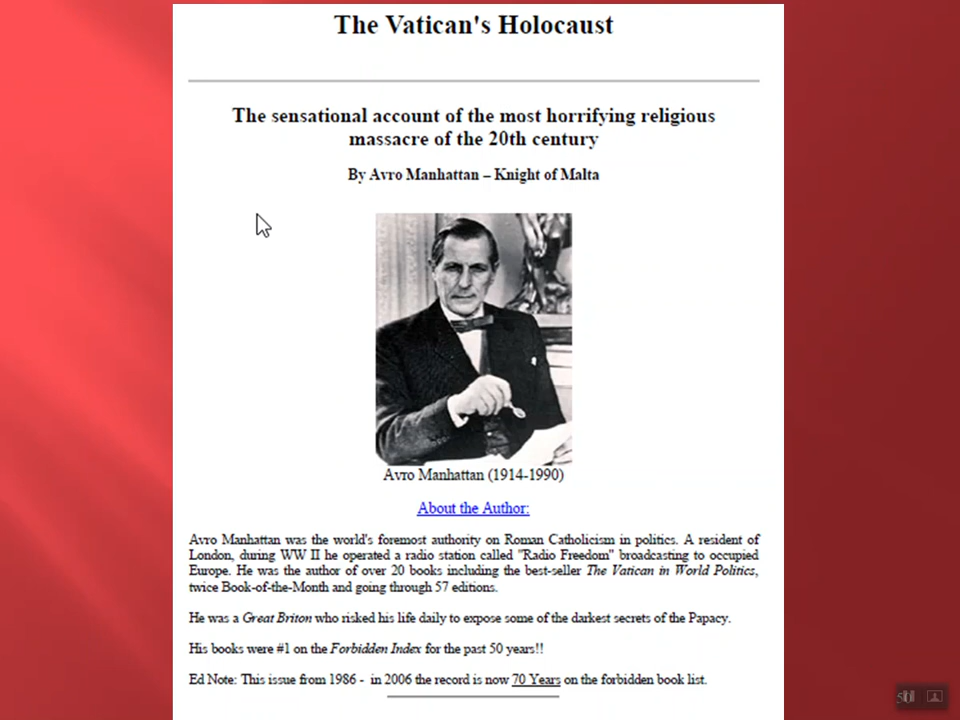 The Vatican's Holocaust
The sensational account of the most horrifying religious
massacre of the 20th century
By Avro Manhattan – Knight of Malta
Avro Manhattan (1914-1990)
About the Author:
Avro Manhattan was the world's foremost authority on Roman Catholicism in politics. A resident of
London, during WW II he operated a radio station called "Radio Freedom" broadcasting to occupied
Europe. He was the author of over 20 books including the best-seller The Vatican in World Politics,
twice Book-of-the-Month and going through 57 editions.
He was a Great Briton who risked his life daily to expose some of the darkest secrets of the Papacy.
His books were #1 on the Forbidden Index for the past 50 years!!
Ed Note: This issue from 1986 - in 2006 the record is now 70 Years on the forbidden book list.